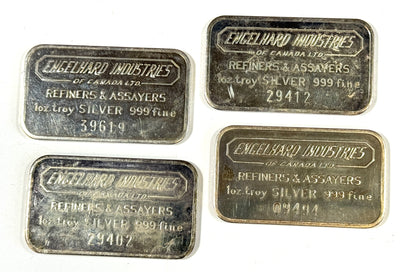 ENGELHARD INDUSTRIES
OF CANADA LTD.
REFINERS & ASSAYERS
1oz.troy SILVER 999 fine
39619
ENGELHARD INDUSTRIES
OF CANADA LTD.
REFINERS & ASSAYERS
1oz.troy SILVER 999 fine
29412
ENGELHARD INDUSTRIES
OF CANADA LTD.
REFINERS & ASSAYERS
1oz.troy SILVER 999 fine
29402
ENGELHARD INDUSTRIES
OF CANADA LTD.
REFINERS & ASSAYERS
1oz.troy SILVER 999 fine